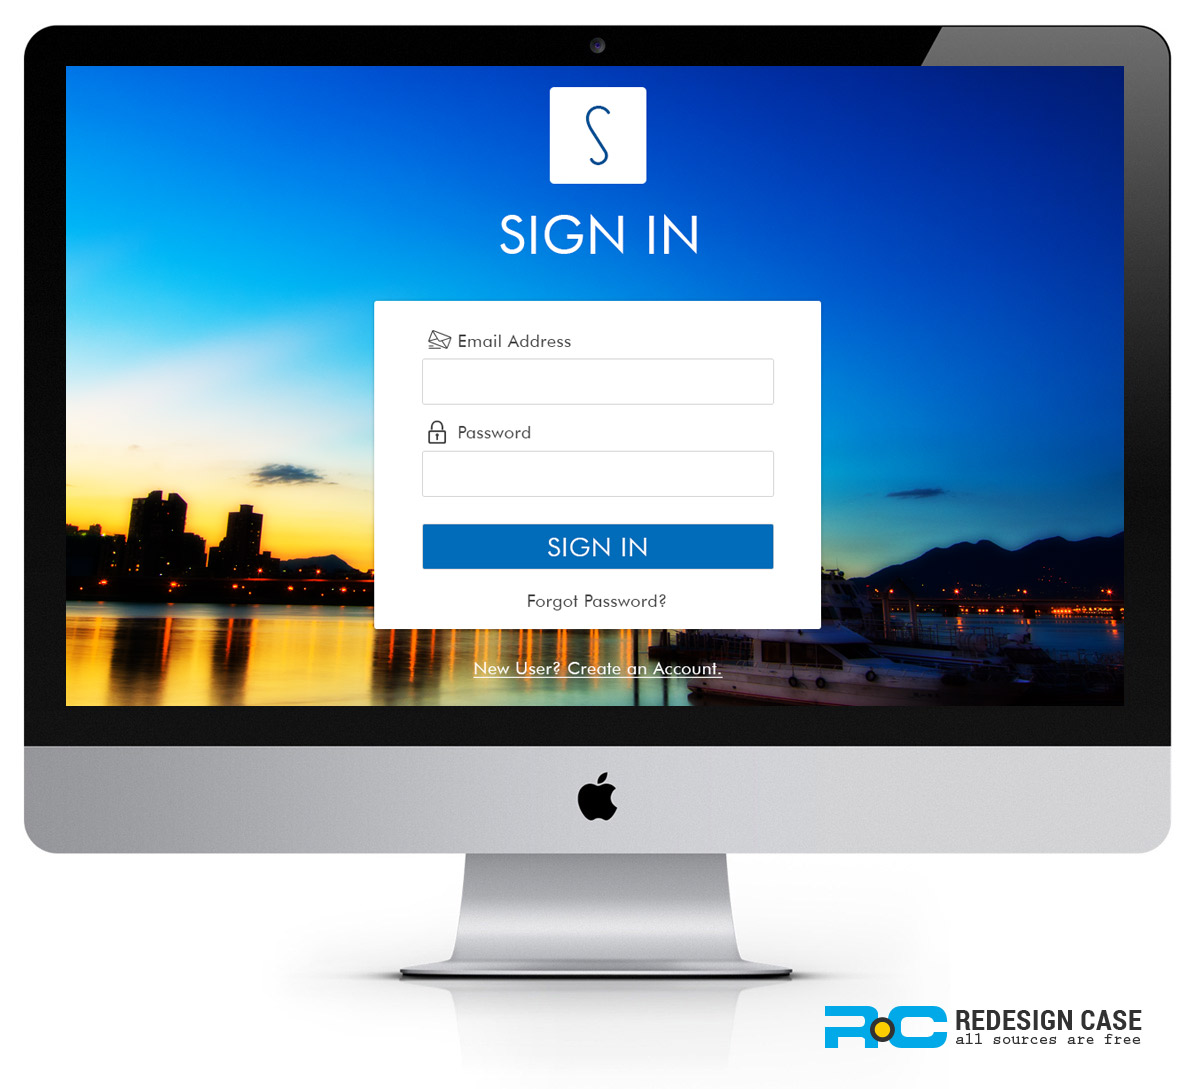 S
SIGN IN
Email Address
Password
SIGN IN
Forgot Password?
New User? Create an Account.
RC REDESIGN CASE
all sources are free